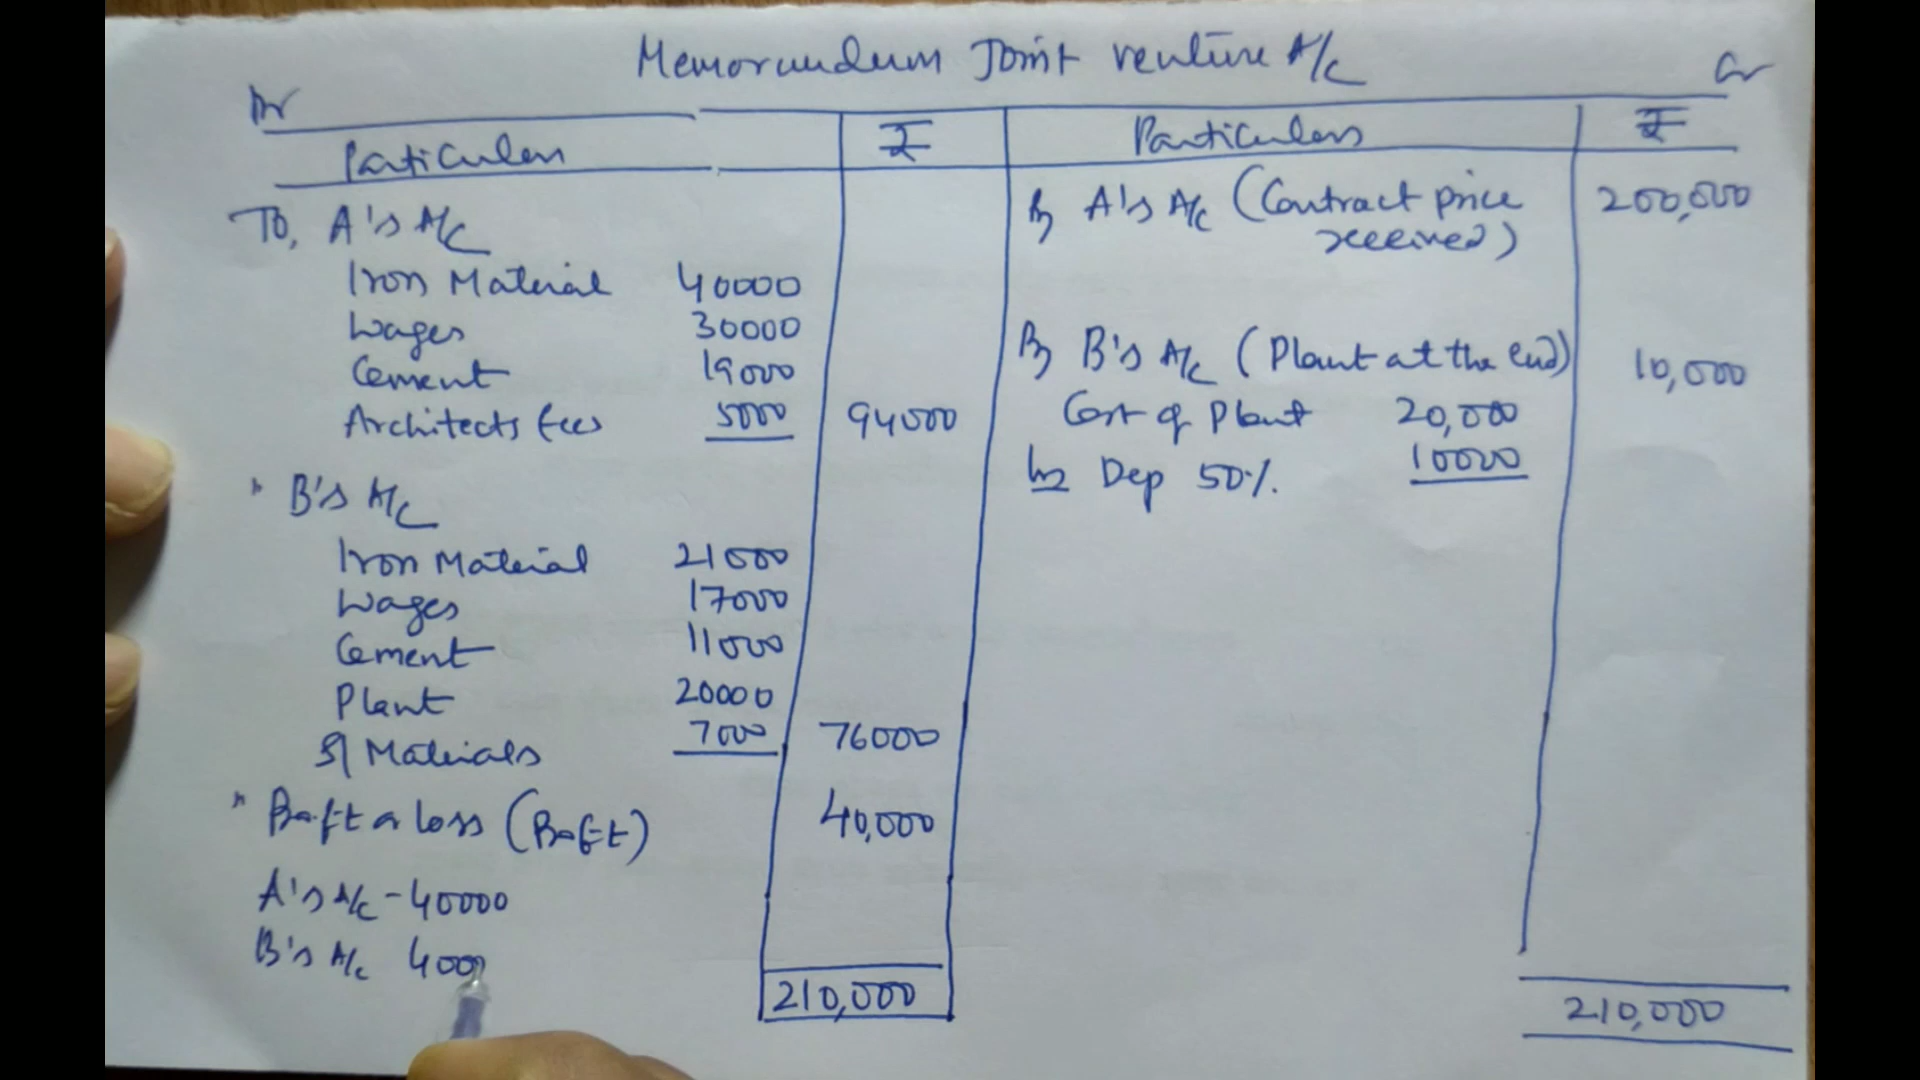 Memorundum Joint venture A/c
Dr Cr
Particulars ₹ Particulars ₹
To, A's A/c
Iron Material 40000
Wages 30000
Cement 19000
Architects fees 5000 94000
" B's A/c
Iron Material 21000
Wages 17000
Cement 11000
Plant 20000
Materials 7000 76000
" Profit or loss (Profit) 40,000
A's A/c - 40000
B's A/c 4000
210,000
By A's A/c (Contract price 200,000
received)
By B's A/c (Plant at the end) 10,000
Cost of Plant 20,000
Dep 50% 10000
210,000